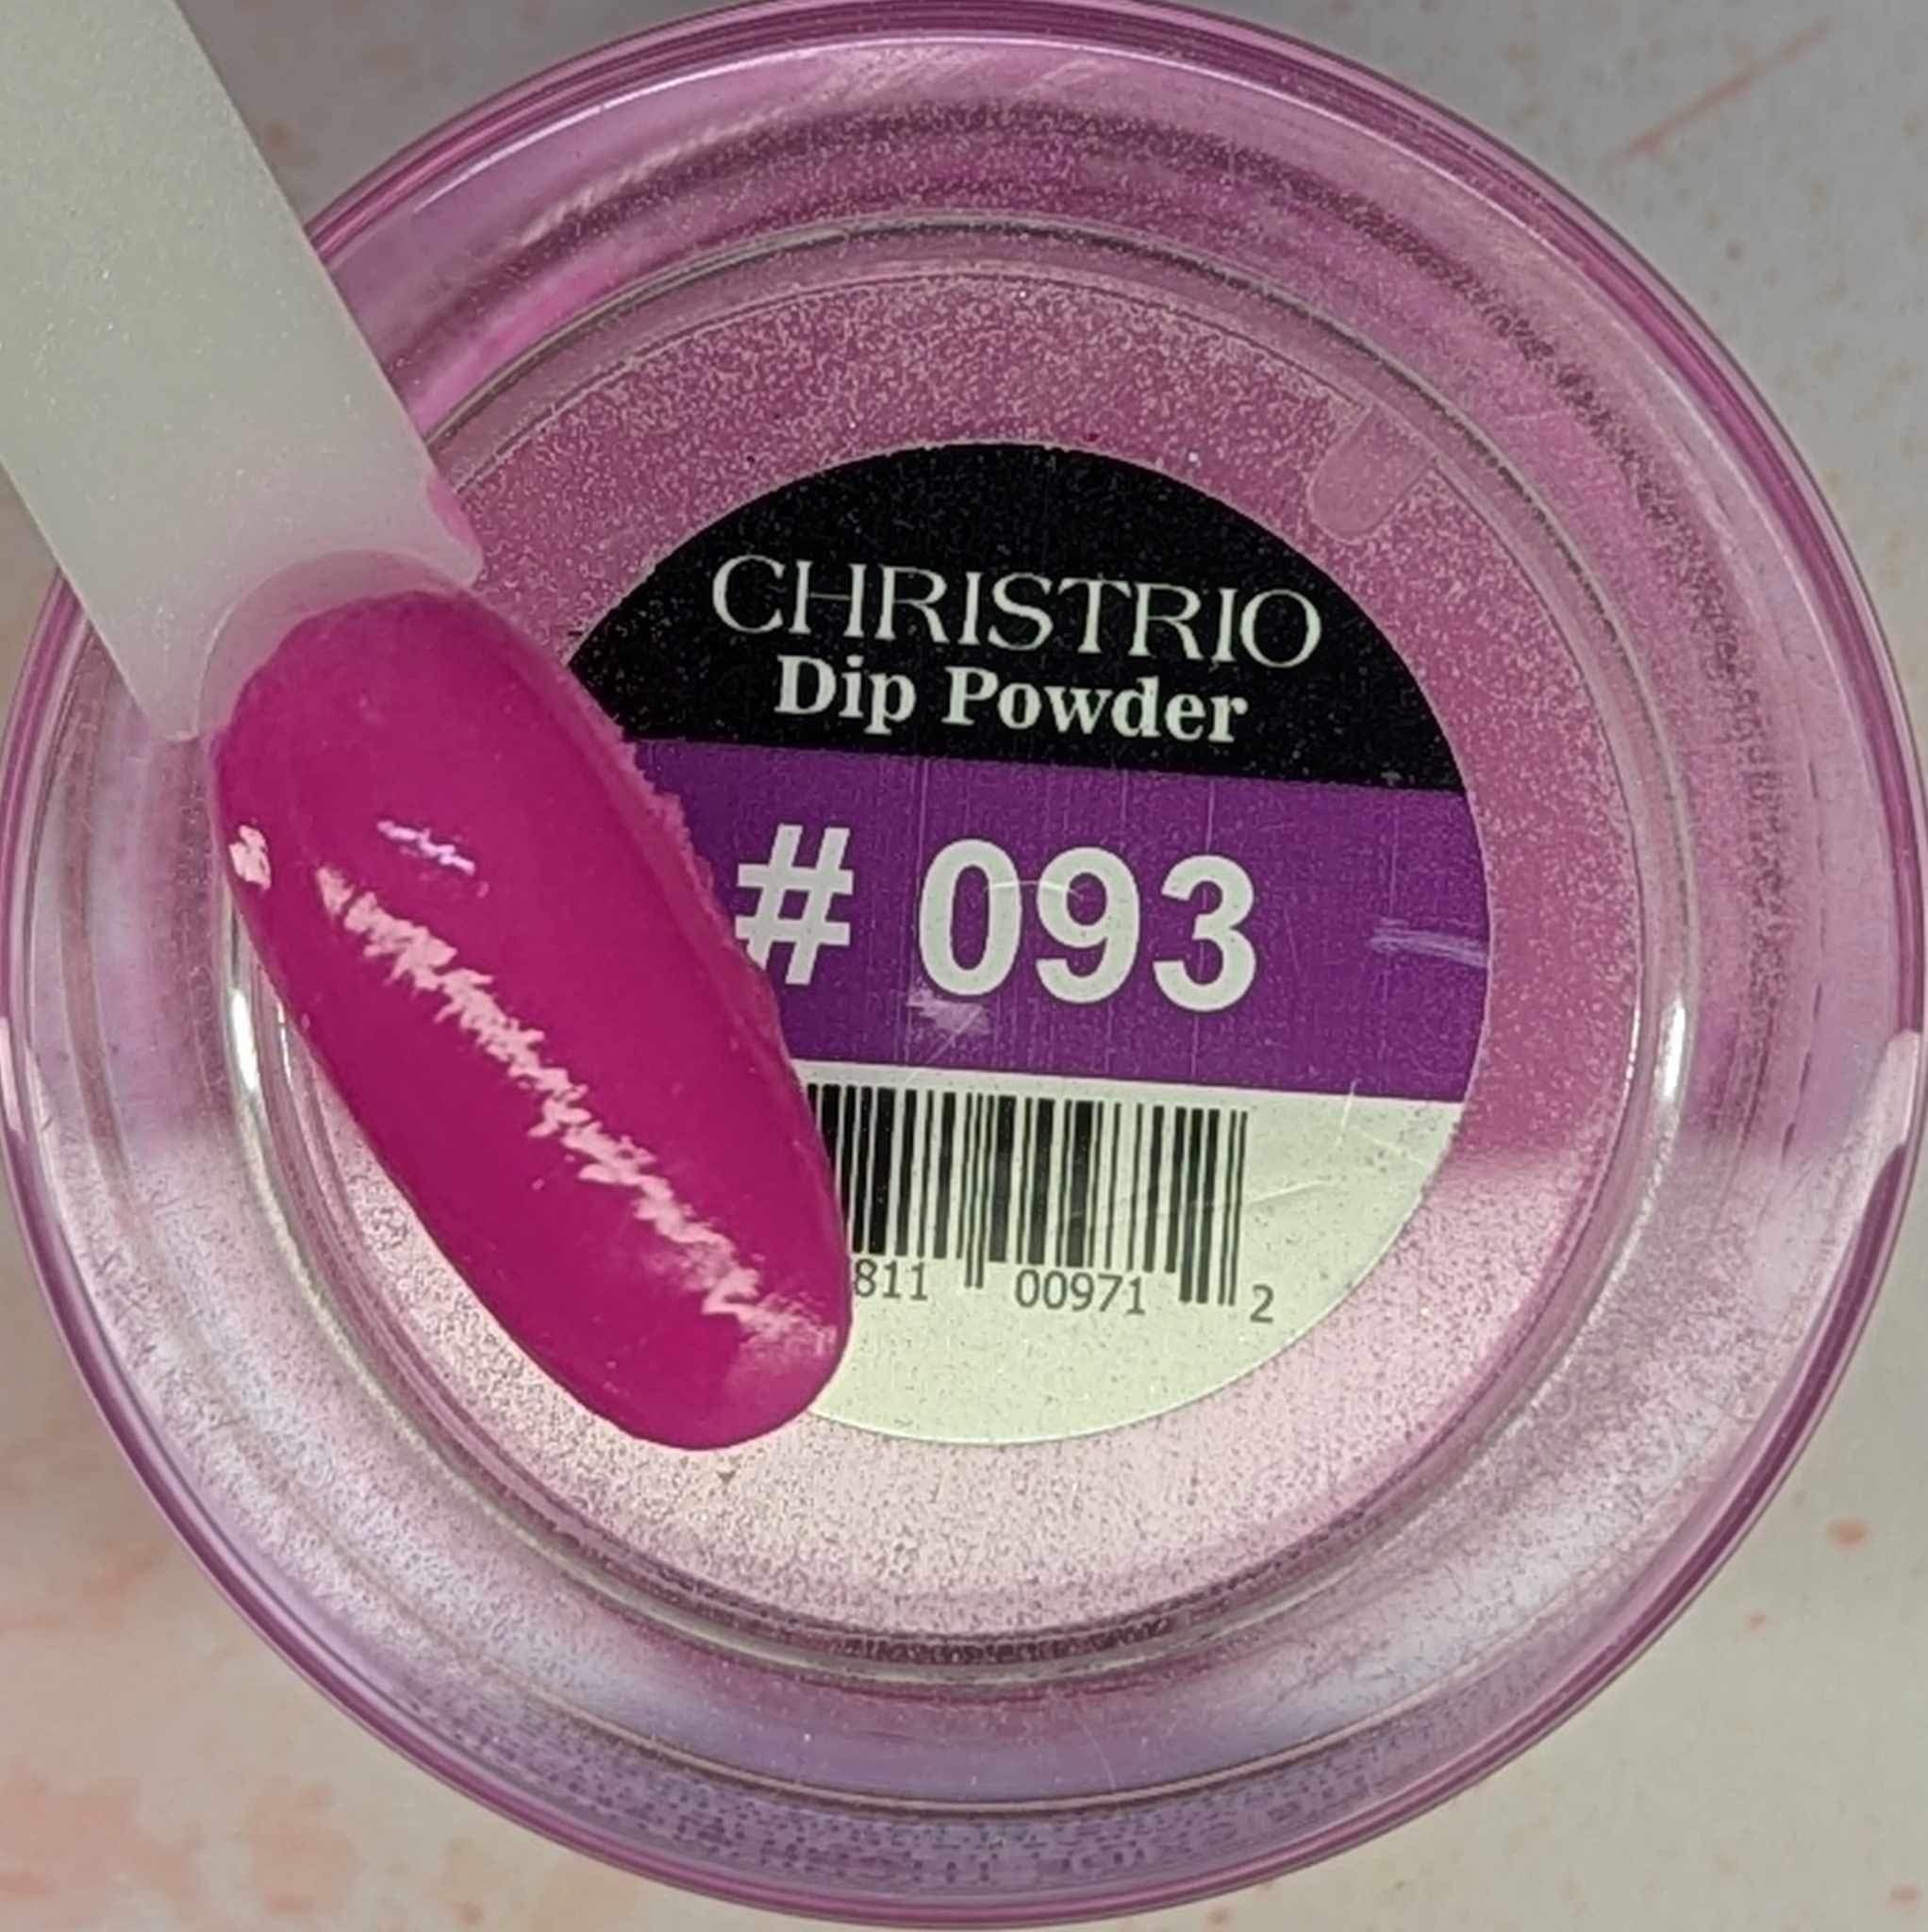 CHRISTRIO
Dip Powder
# 093
811 00971 2